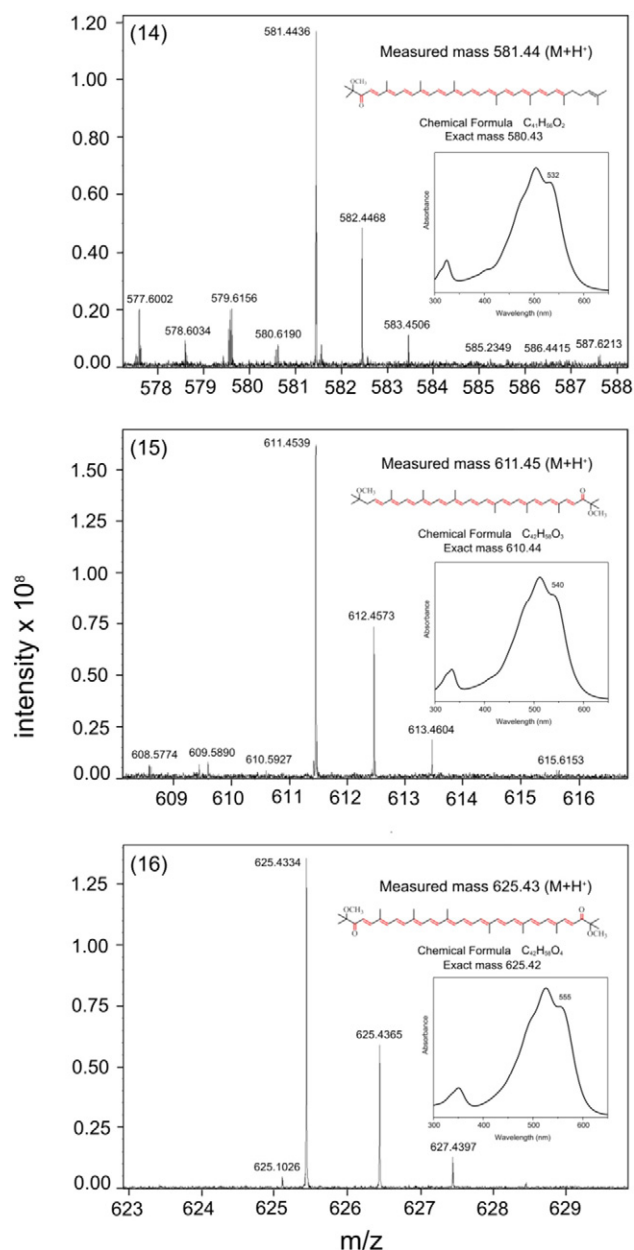 (14)
Measured mass 581.44 (M+H⁺)
OCH₃
O
Chemical Formula C₄₁H₅₆O₂
Exact mass 580.43
581.4436
582.4468
583.4506
577.6002
578.6034
579.6156
580.6190
585.2349
586.4415
587.6213
1.20
1.00
0.80
0.60
0.40
0.20
0.00
578 579 580 581 582 583 584 585 586 587 588
Absorbance
532
300 400 500 600
Wavelength (nm)
(15)
Measured mass 611.45 (M+H⁺)
OCH₃
O
OCH₃
Chemical Formula C₄₂H₅₈O₃
Exact mass 610.44
611.4539
612.4573
613.4604
608.5774
609.5890
610.5927
615.6153
1.50
1.25
1.00
0.75
0.50
0.25
0.00
609 610 611 612 613 614 615 616
Absorbance
540
300 400 500 600
Wavelength (nm)
intensity x 10⁸
(16)
Measured mass 625.43 (M+H⁺)
OCH₃
O
O
OCH₃
Chemical Formula C₄₂H₅₆O₄
Exact mass 625.42
625.4334
625.4365
627.4397
625.1026
1.25
1.00
0.75
0.50
0.25
0.00
623 624 625 626 627 628 629
Absorbance
555
300 400 500 600
Wavelength (nm)
m/z